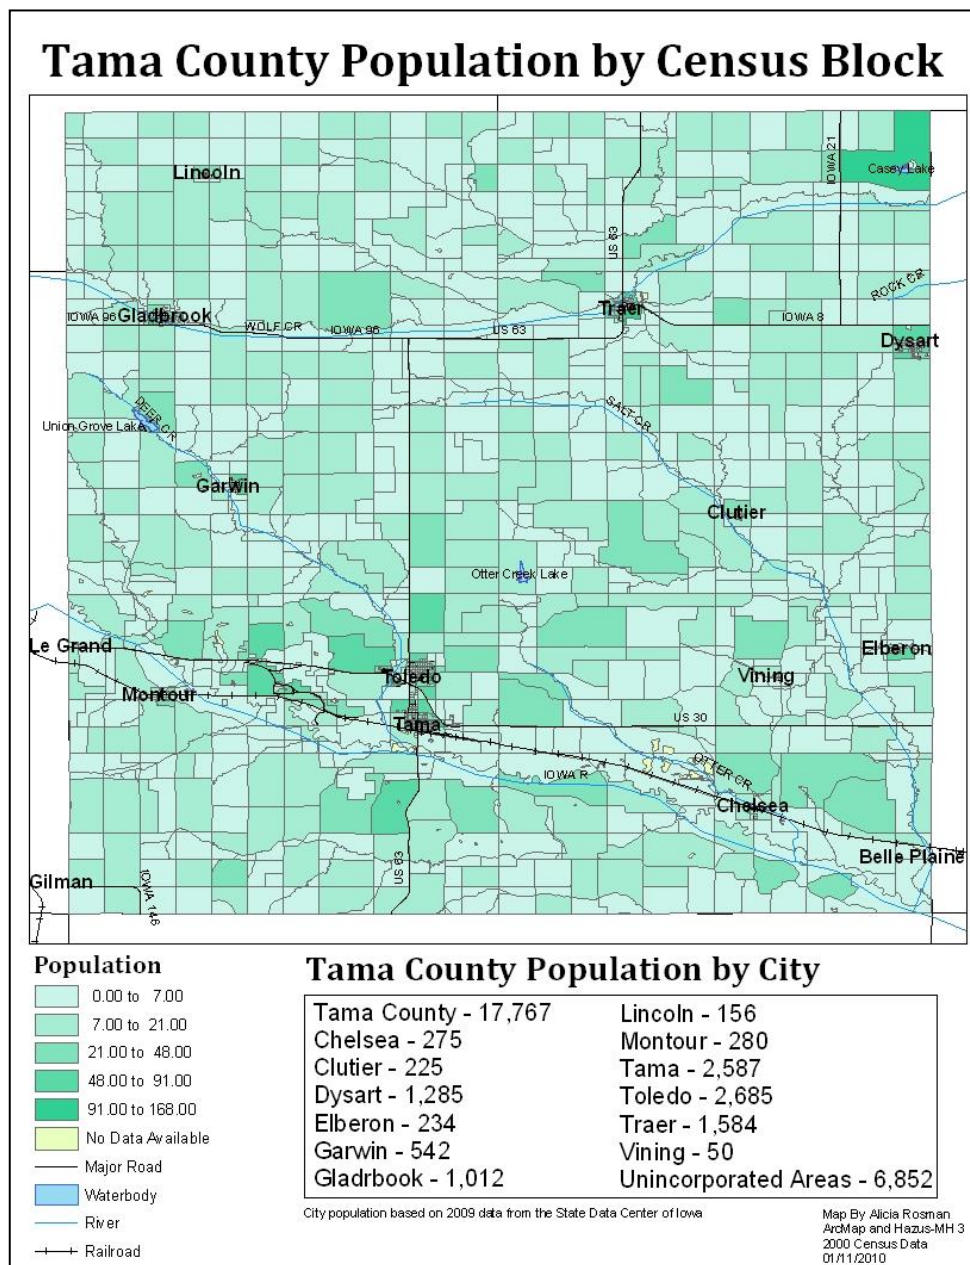 Tama County Population by Census Block
Lincoln
IOWA 21
Casey Lake
US 63
ROCK CR
IOWA 96
Gladbrook
WOLF CR
IOWA 96
US 63
Traer
IOWA 8
Dysart
DEER CR
Union Grove Lake
SALT CR
Garwin
Clutier
Otter Creek Lake
Le Grand
Elberon
Toledo
Vining
Montour
Tama
US 30
IOWA R
OTTER CR
Chelsea
US 63
Belle Plaine
Gilman
IOWA 146
Population
0.00 to 7.00
7.00 to 21.00
21.00 to 48.00
48.00 to 91.00
91.00 to 168.00
No Data Available
Major Road
Waterbody
River
Railroad
Tama County Population by City
Tama County - 17,767
Chelsea - 275
Clutier - 225
Dysart - 1,285
Elberon - 234
Garwin - 542
Gladrbook - 1,012
Lincoln - 156
Montour - 280
Tama - 2,587
Toledo - 2,685
Traer - 1,584
Vining - 50
Unincorporated Areas - 6,852
City population based on 2009 data from the State Data Center of Iowa
Map By Alicia Rosman
ArcMap and Hazus-MH 3
2000 Census Data
01/11/2010